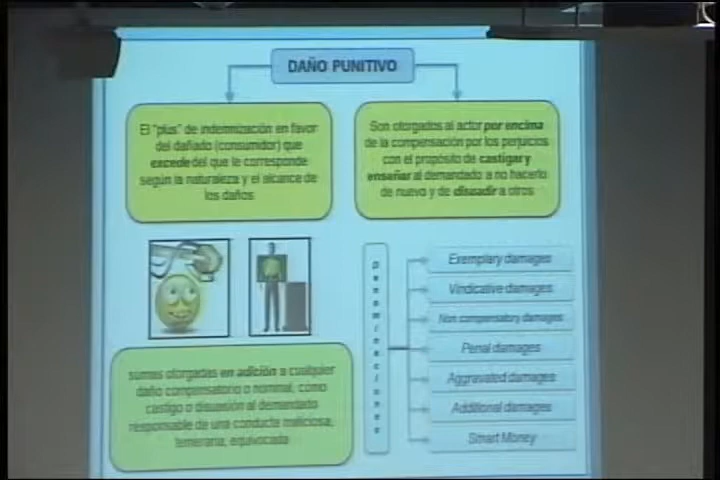 DAÑO PUNITIVO
El "plus" de indemnización en favor
del dañado (consumidor) que
excede del que le corresponde
según la naturaleza y el alcance de
los daños
Son otorgados al actor por encima
de la compensación por los perjuicios
con el propósito de castigar y
enseñar al demandado a no hacerlo
de nuevo y de disuadir a otros
sumas otorgadas en adición a cualquier
daño compensatorio o nominal, como
castigo o disuasión al demandado
responsable de una conducta maliciosa,
temeraria, equivocada
Denominaciones
Exemplary damages
Vindicative damages
Non compensatory damages
Penal damages
Aggravated damages
Additional damages
Smart Money